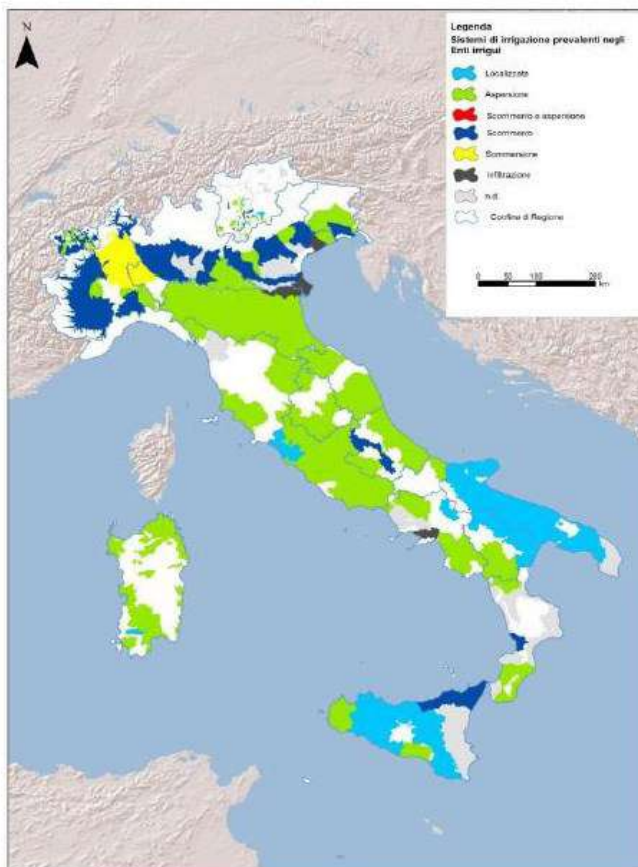 N
Legenda
Sistemi di irrigazione prevalenti negli
Enti irrigui
Localizzata
Aspersione
Scorrimento e aspersione
Scorrimento
Sommersione
Infiltrazione
n.d.
Confine di Regione
0 50 100 200
km